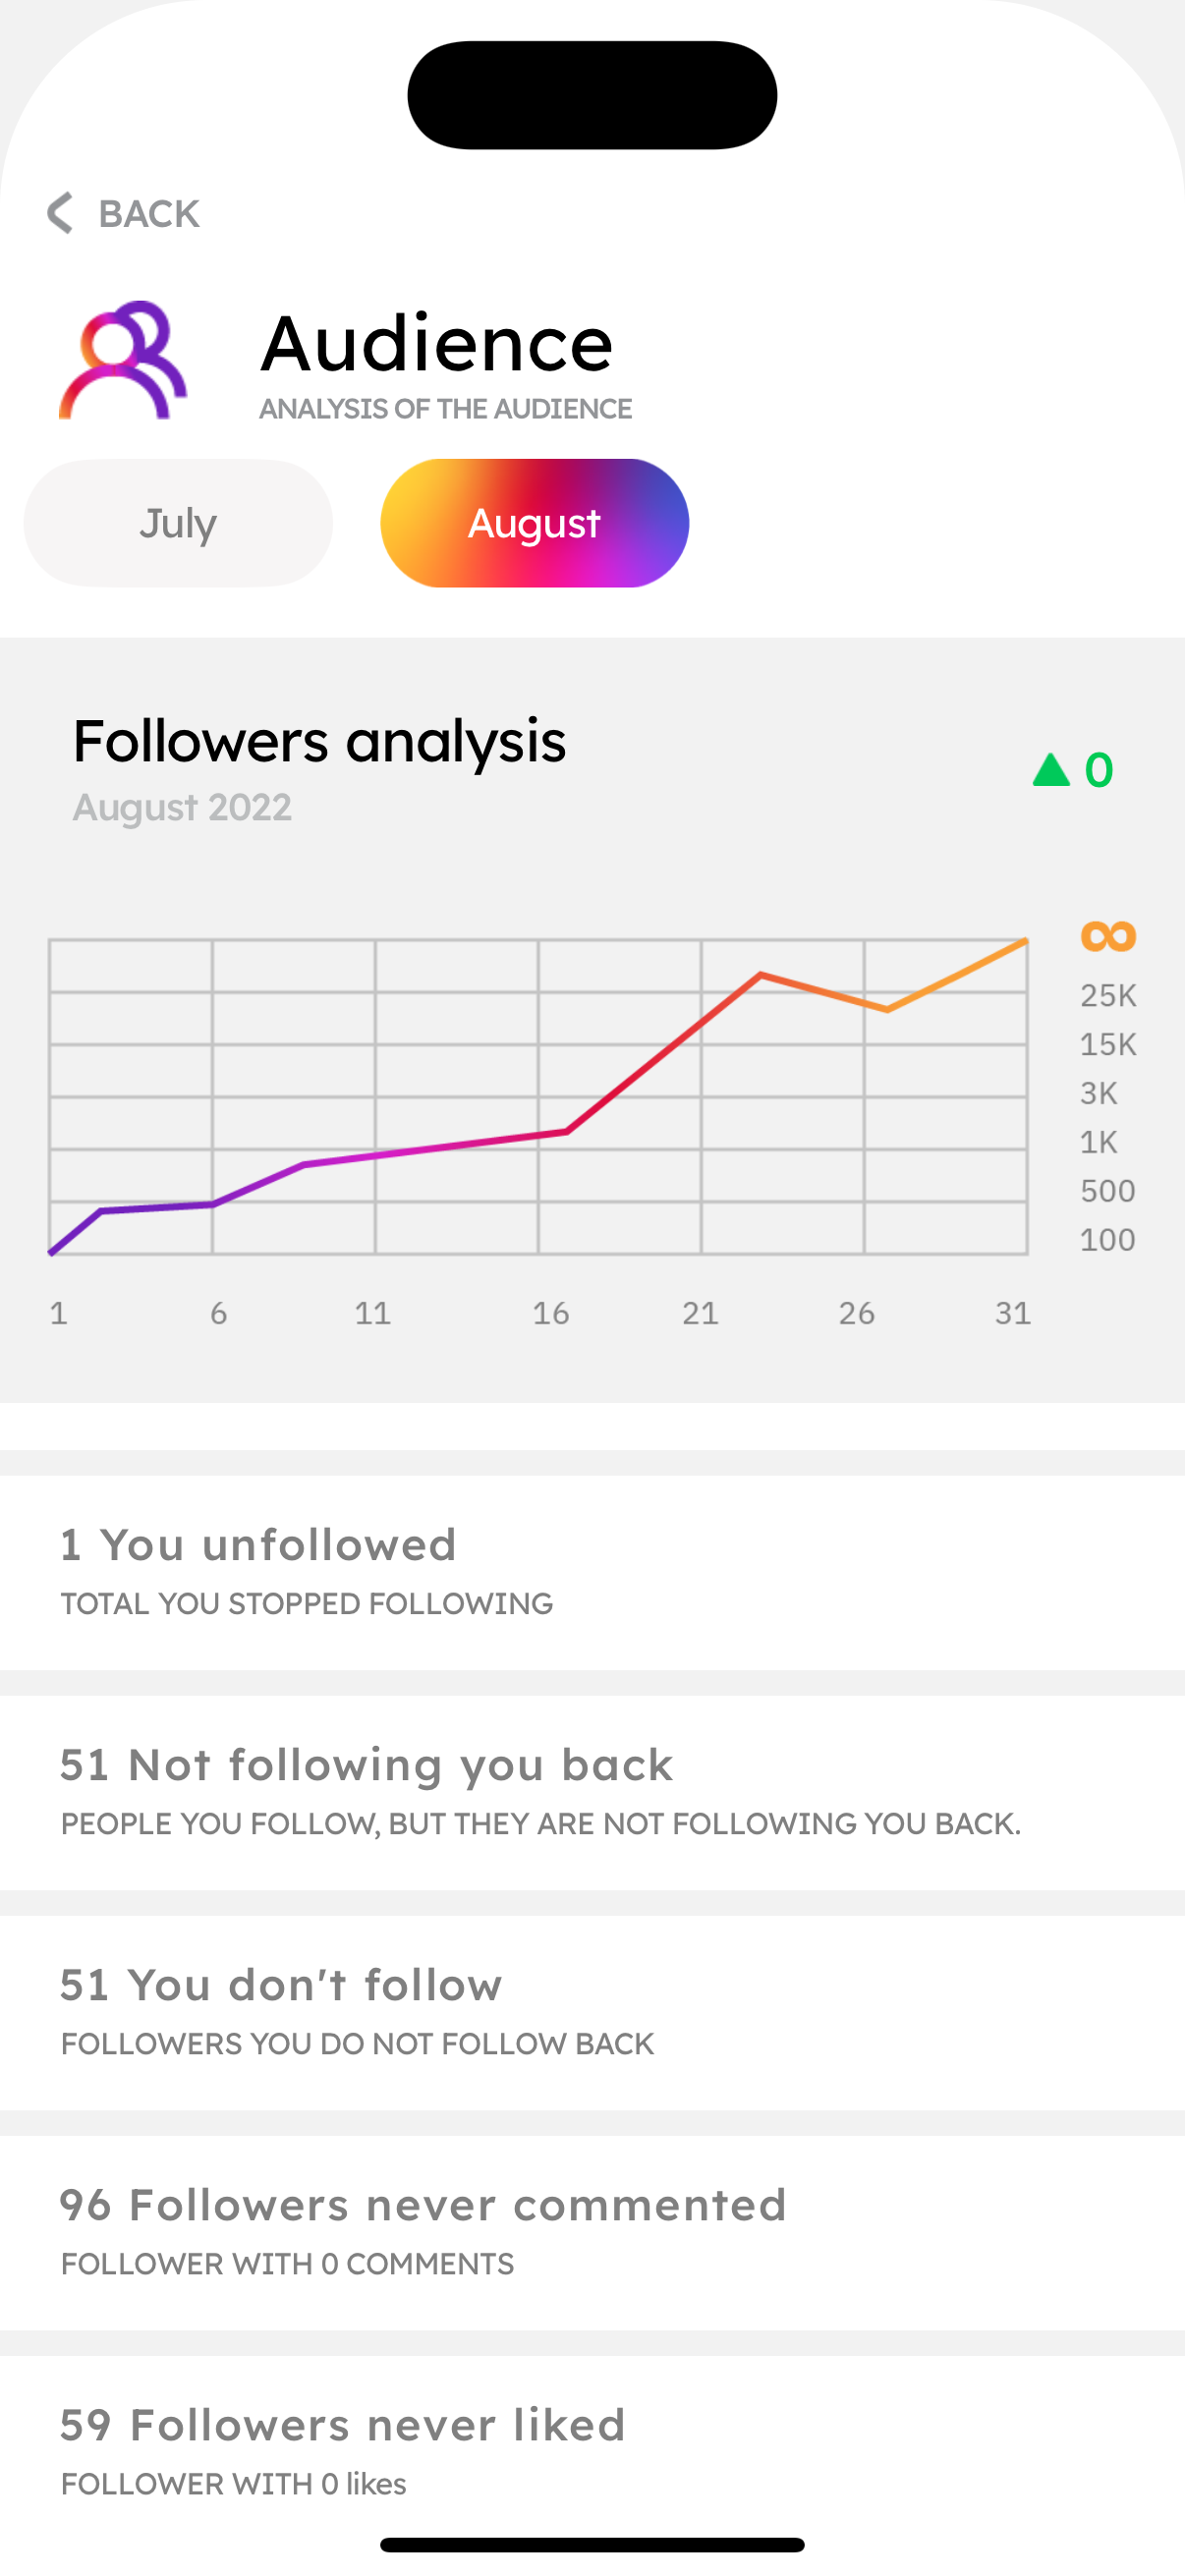 BACK
Audience
ANALYSIS OF THE AUDIENCE
July
August
Followers analysis
August 2022
0
∞
25K
15K
3K
1K
500
100
1 6 11 16 21 26 31
1 You unfollowed
TOTAL YOU STOPPED FOLLOWING
51 Not following you back
PEOPLE YOU FOLLOW, BUT THEY ARE NOT FOLLOWING YOU BACK.
51 You don't follow
FOLLOWERS YOU DO NOT FOLLOW BACK
96 Followers never commented
FOLLOWER WITH 0 COMMENTS
59 Followers never liked
FOLLOWER WITH 0 likes